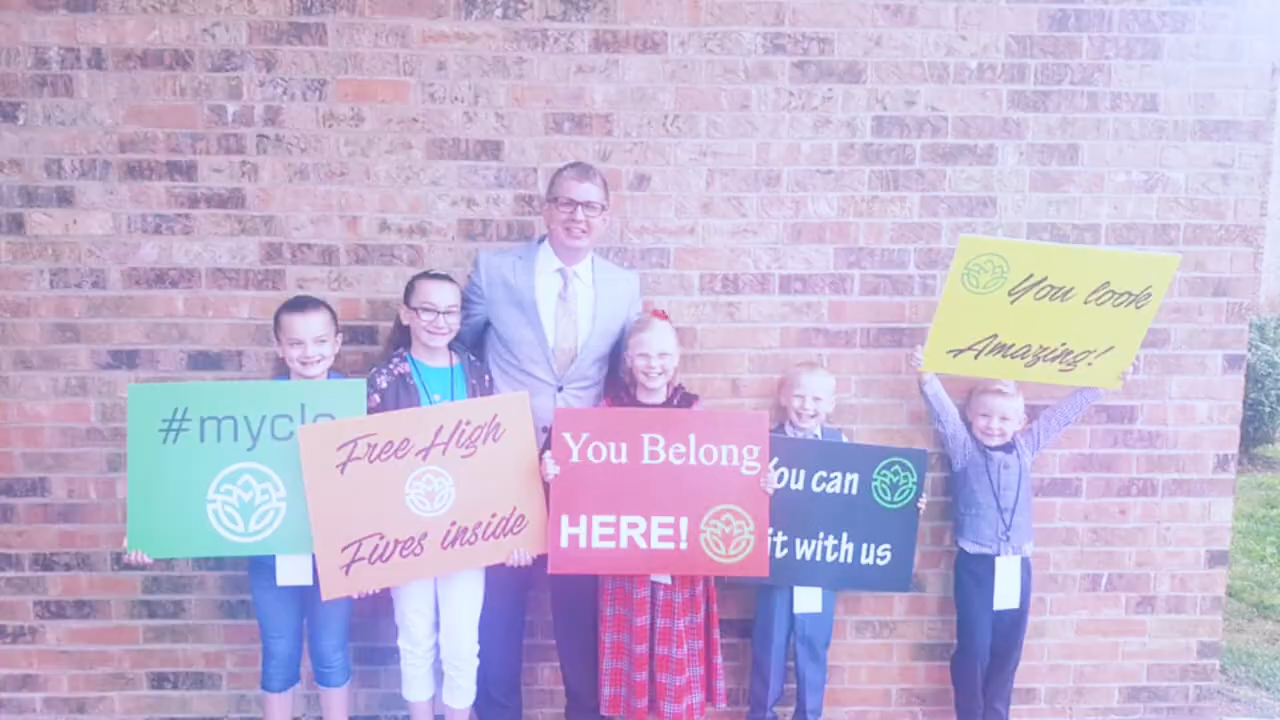 #myclc
Free High
Fives inside
You Belong
HERE!
You can
it with us
You look
Amazing!